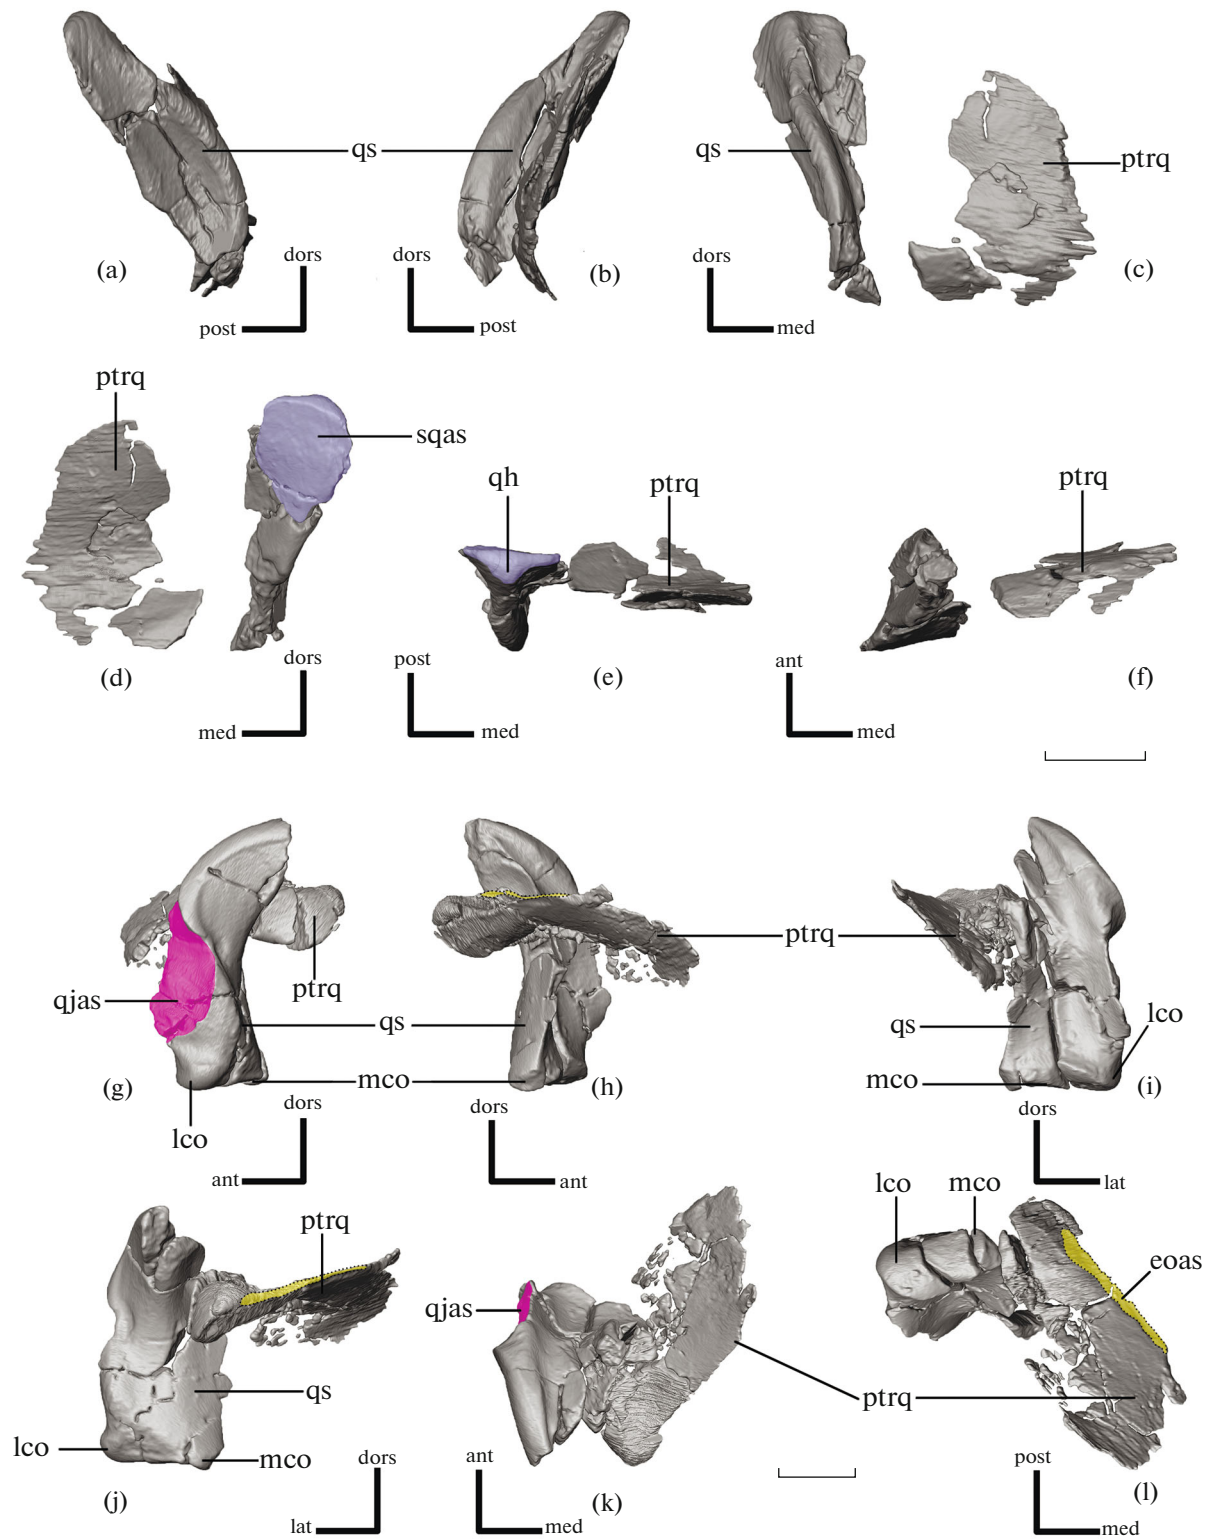 qs
qs
ptrq
(a)
dors
post
dors
post
(b)
dors
med
(c)
ptrq
sqas
qh
ptrq
ptrq
(d)
dors
med
post
med
(e)
ant
med
(f)
qjas
ptrq
qs
mco
ptrq
qs
lco
mco
(g)
lco
dors
ant
(h)
dors
ant
(i)
dors
lat
ptrq
qs
lco
mco
(j)
dors
lat
qjas
ptrq
ant
med
(k)
lco
mco
eoas
post
med
(l)